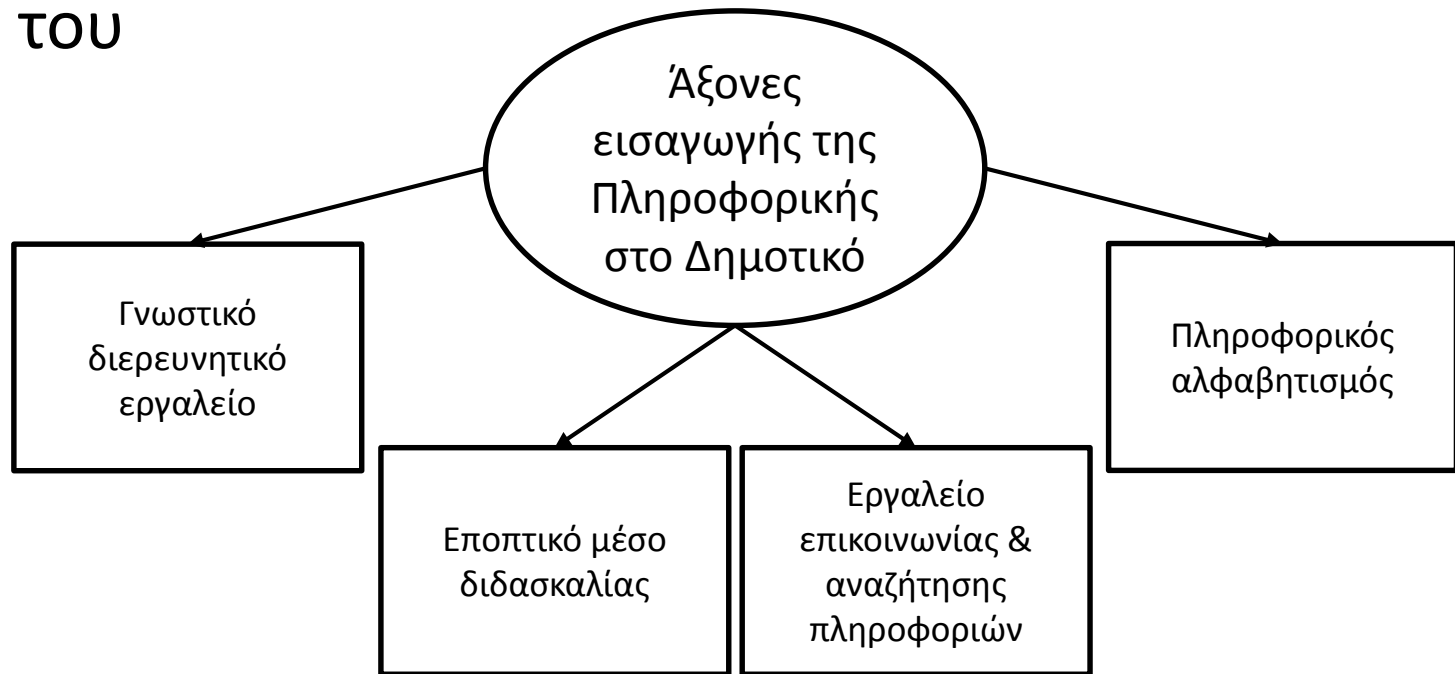 του
Άξονες
εισαγωγής της
Πληροφορικής
στο Δημοτικό
Γνωστικό
διερευνητικό
εργαλείο
Εποπτικό μέσο
διδασκαλίας
Εργαλείο
επικοινωνίας &
αναζήτησης
πληροφοριών
Πληροφορικός
αλφαβητισμός